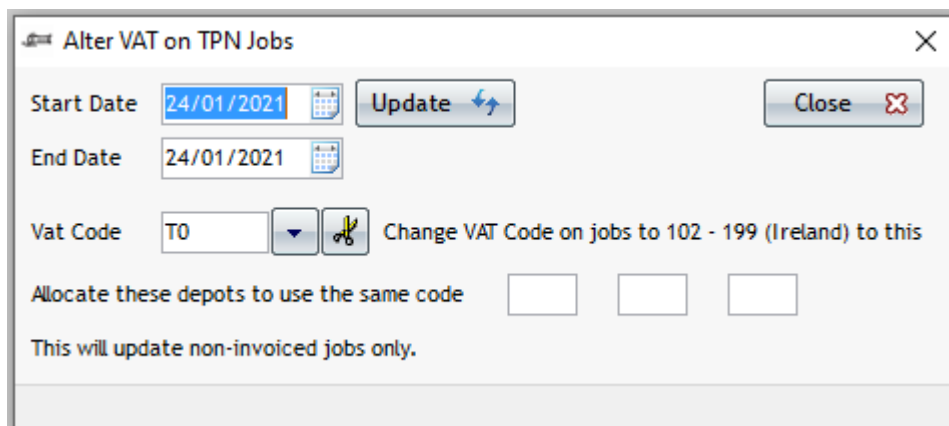 Alter VAT on TPN Jobs
Start Date 24/01/2021 Update Close
End Date 24/01/2021
Vat Code T0 Change VAT Code on jobs to 102 - 199 (Ireland) to this
Allocate these depots to use the same code
This will update non-invoiced jobs only.